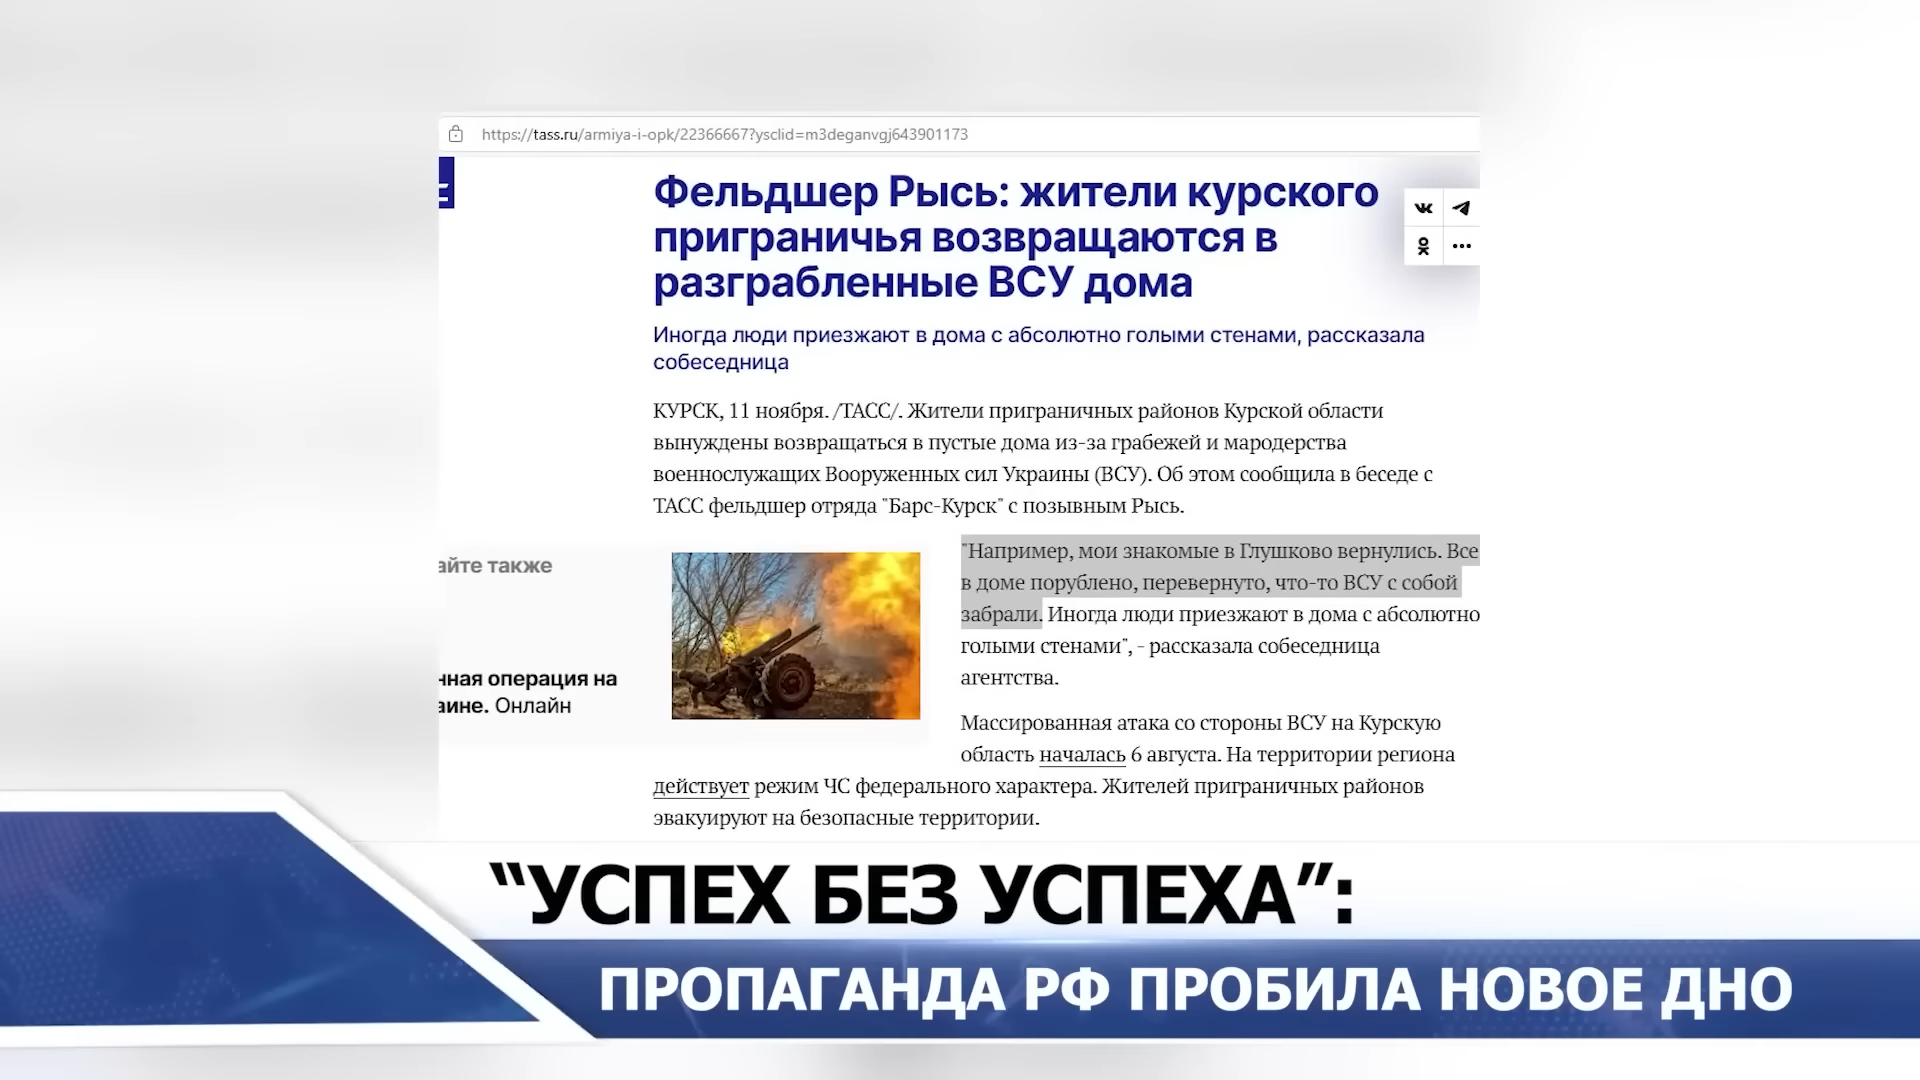 https://tass.ru/armiya-i-opk/22366667?ysclid=m3deganvgj643901173
Фельдшер Рысь: жители курского
приграничья возвращаются в
разграбленные ВСУ дома
Иногда люди приезжают в дома с абсолютно голыми стенами, рассказала
собеседница
КУРСК, 11 ноября. /ТАСС/. Жители приграничных районов Курской области
вынуждены возвращаться в пустые дома из-за грабежей и мародерства
военнослужащих Вооруженных сил Украины (ВСУ). Об этом сообщила в беседе с
ТАСС фельдшер отряда "Барс-Курск" с позывным Рысь.
айте также
нная операция на
аине. Онлайн
"Например, мои знакомые в Глушково вернулись. Все
в доме порублено, перевернуто, что-то ВСУ с собой
забрали. Иногда люди приезжают в дома с абсолютно
голыми стенами", - рассказала собеседница
агентства.
Массированная атака со стороны ВСУ на Курскую
область началась 6 августа. На территории региона
действует режим ЧС федерального характера. Жителей приграничных районов
эвакуируют на безопасные территории.
“УСПЕХ БЕЗ УСПЕХА”:
ПРОПАГАНДА РФ ПРОБИЛА НОВОЕ ДНО